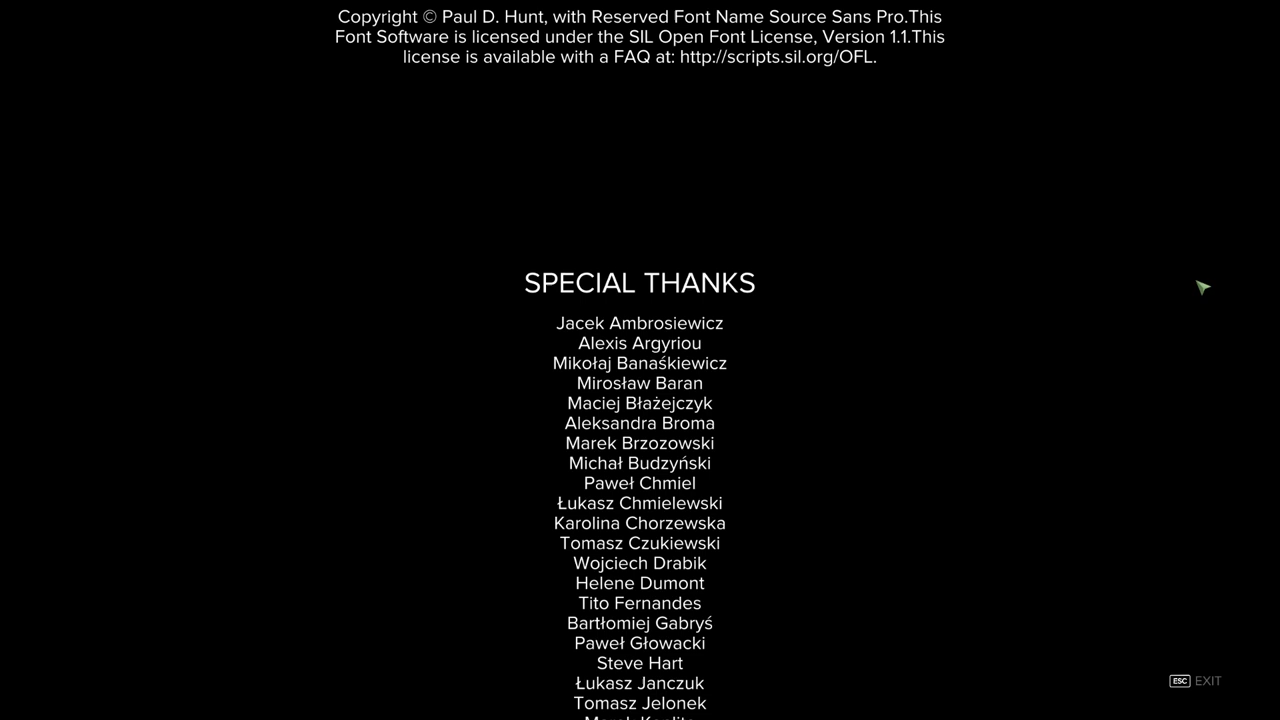 Copyright © Paul D. Hunt, with Reserved Font Name Source Sans Pro.This
Font Software is licensed under the SIL Open Font License, Version 1.1.This
license is available with a FAQ at: http://scripts.sil.org/OFL.
SPECIAL THANKS
Jacek Ambrosiewicz
Alexis Argyriou
Mikołaj Banaśkiewicz
Mirosław Baran
Maciej Błażejczyk
Aleksandra Broma
Marek Brzozowski
Michał Budzyński
Paweł Chmiel
Łukasz Chmielewski
Karolina Chorzewska
Tomasz Czukiewski
Wojciech Drabik
Helene Dumont
Tito Fernandes
Bartłomiej Gabryś
Paweł Głowacki
Steve Hart
Łukasz Janczuk
Tomasz Jelonek
ESC EXIT